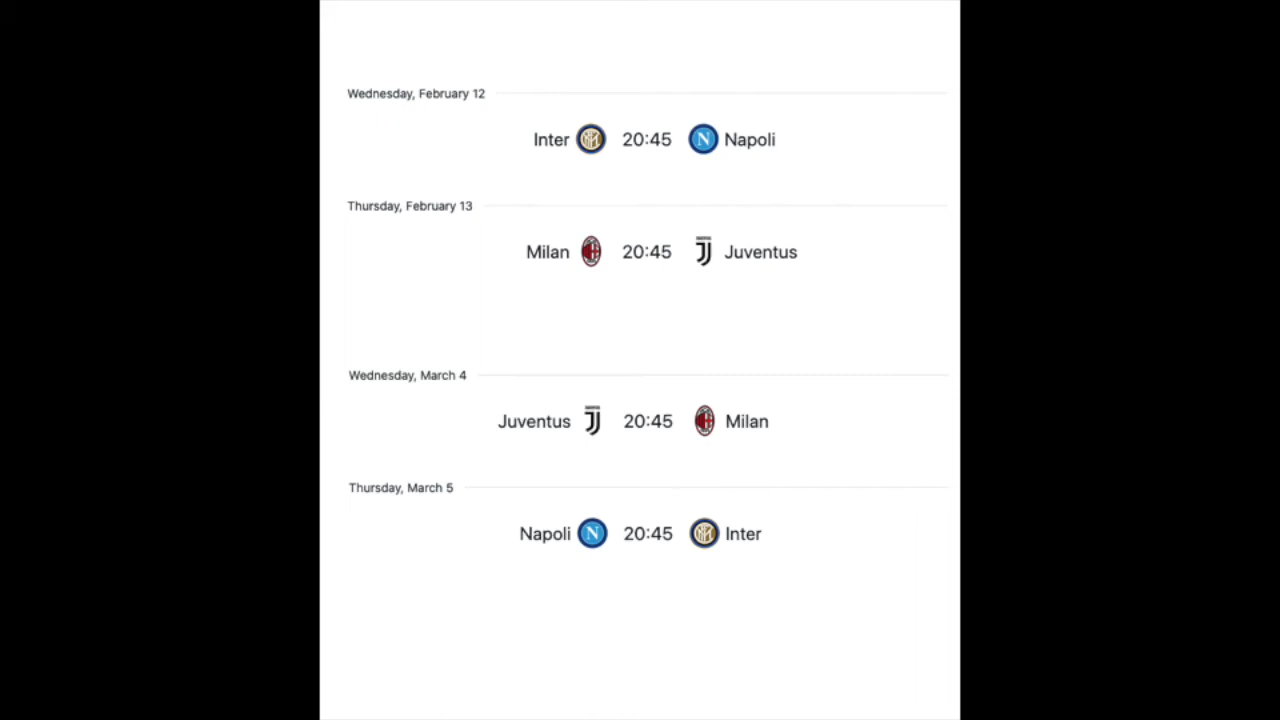 Wednesday, February 12
Inter 20:45 N Napoli
Thursday, February 13
Milan 20:45 Juventus
Wednesday, March 4
Juventus 20:45 Milan
Thursday, March 5
Napoli N 20:45 Inter